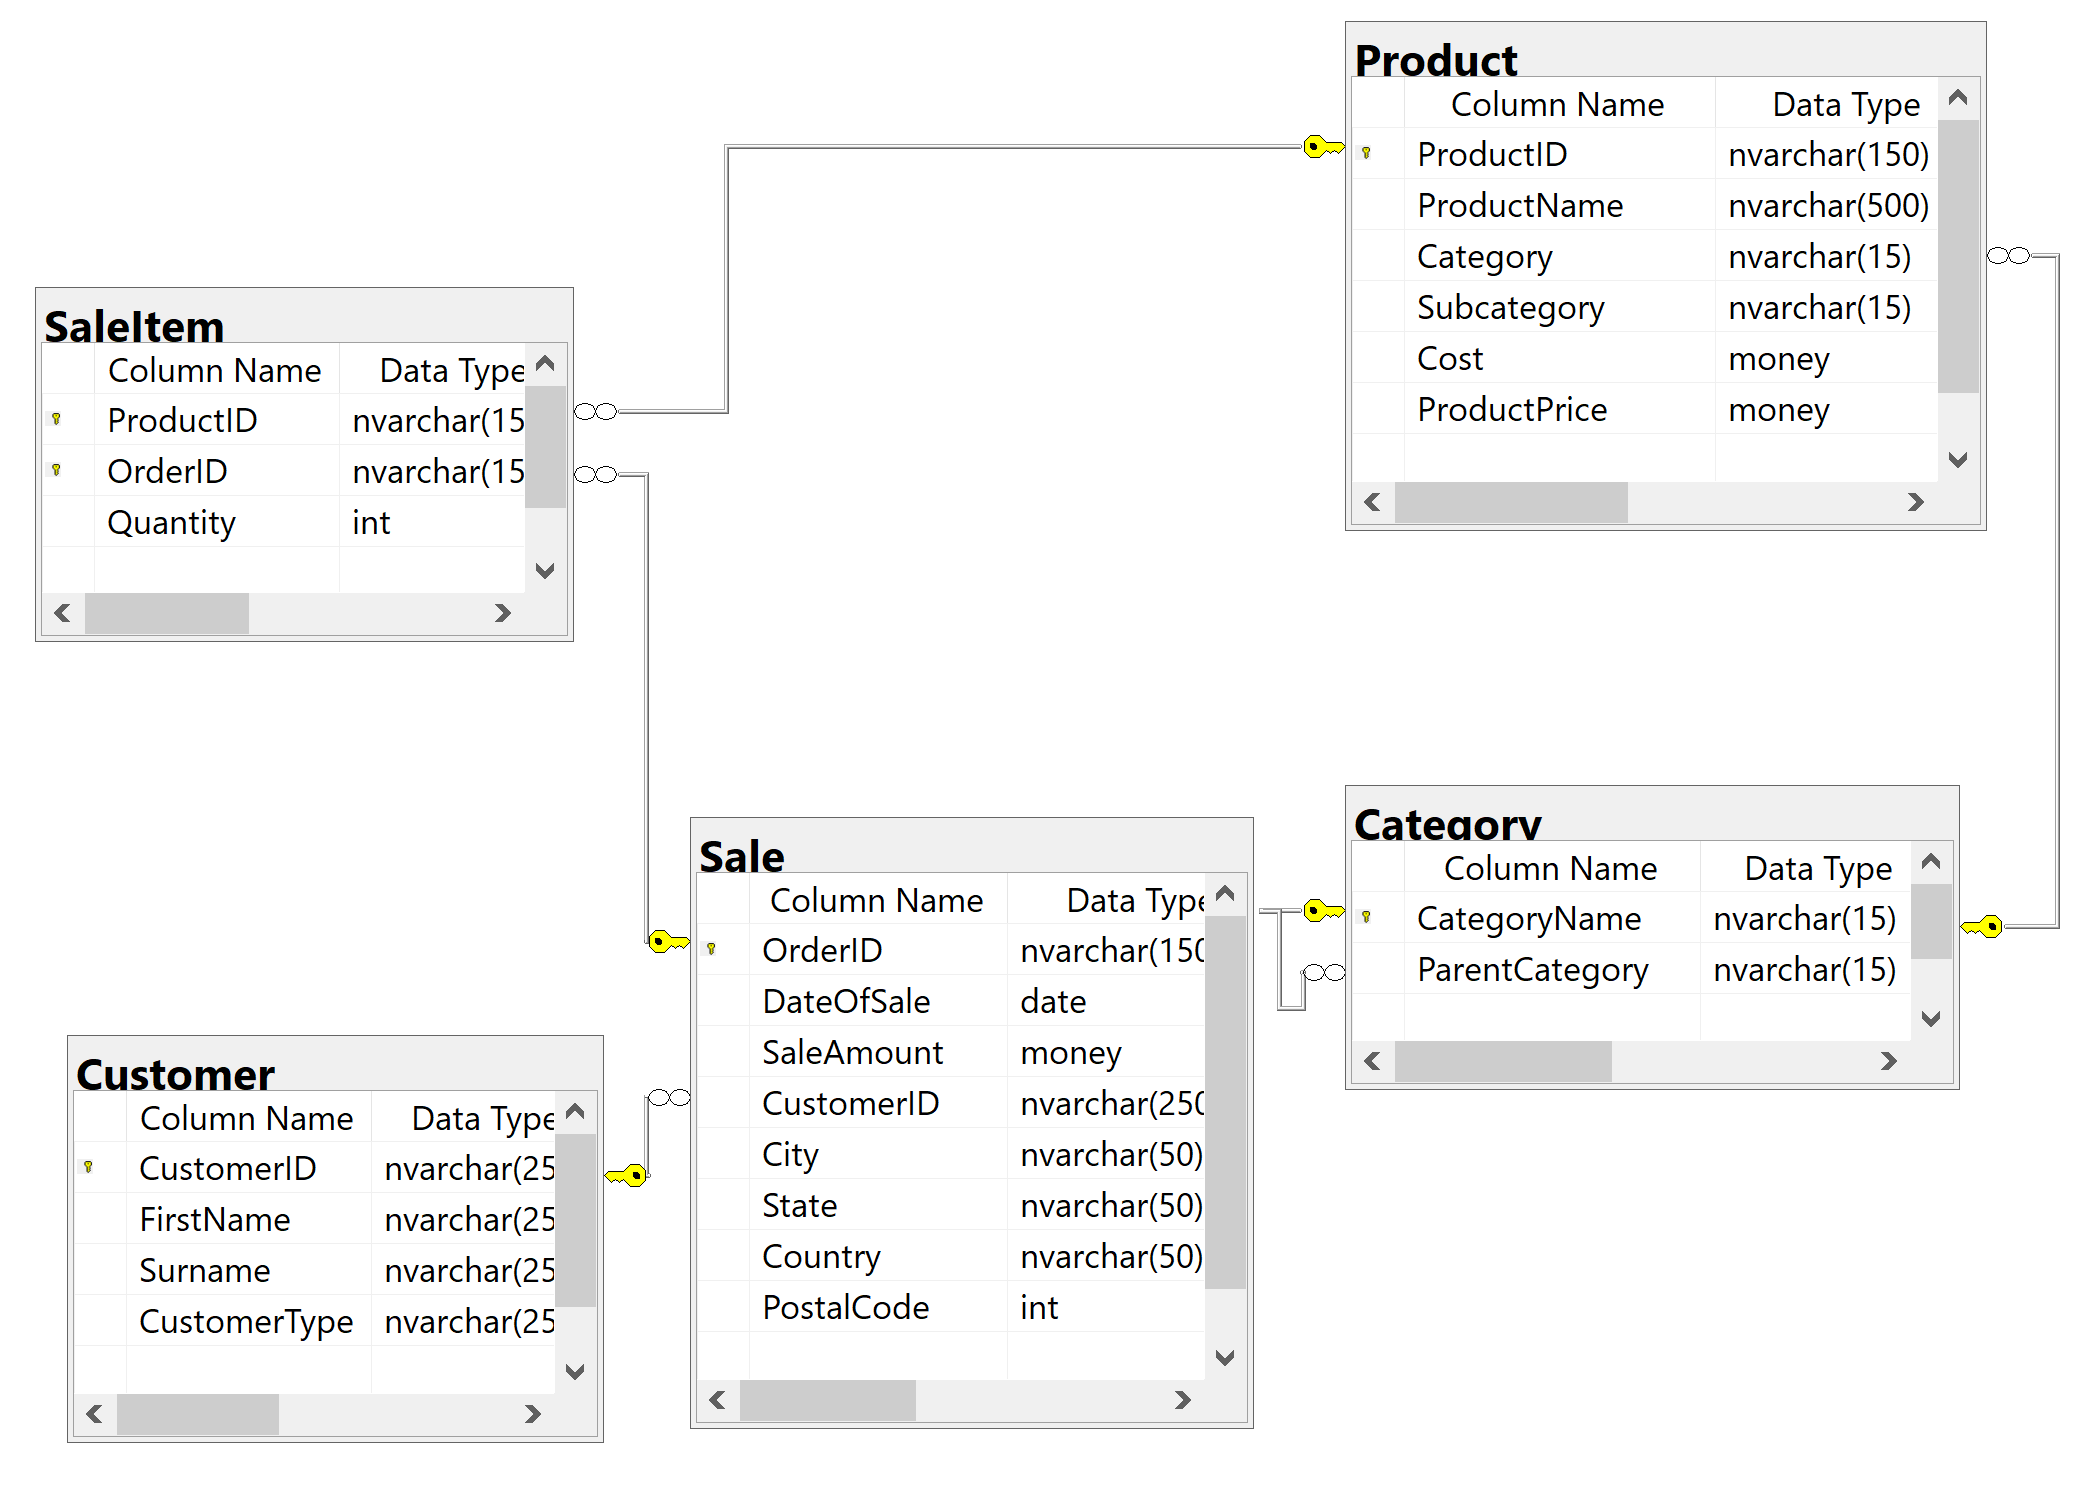 Product
Column Name Data Type
ProductID nvarchar(150)
ProductName nvarchar(500)
Category nvarchar(15)
Subcategory nvarchar(15)
Cost money
ProductPrice money
SaleItem
Column Name Data Type
ProductID nvarchar(15
OrderID nvarchar(15
Quantity int
Category
Column Name Data Type
CategoryName nvarchar(15)
ParentCategory nvarchar(15)
Sale
Column Name Data Type
OrderID nvarchar(150
DateOfSale date
SaleAmount money
CustomerID nvarchar(250
City nvarchar(50)
State nvarchar(50)
Country nvarchar(50)
PostalCode int
Customer
Column Name Data Type
CustomerID nvarchar(25
FirstName nvarchar(25
Surname nvarchar(25
CustomerType nvarchar(25